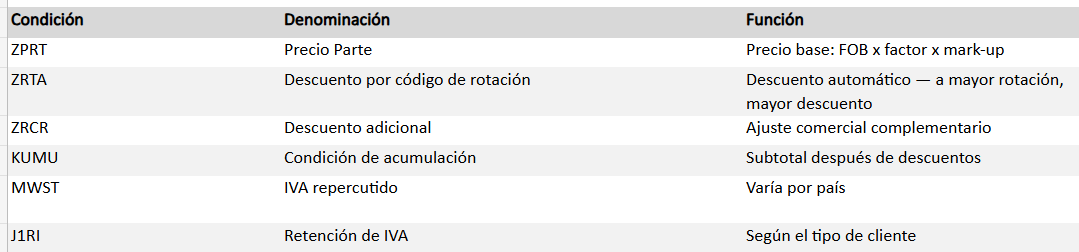 Condición Denominación Función
ZPRT Precio Parte Precio base: FOB x factor x mark-up
ZRTA Descuento por código de rotación Descuento automático — a mayor rotación,
mayor descuento
ZRCR Descuento adicional Ajuste comercial complementario
KUMU Condición de acumulación Subtotal después de descuentos
MWST IVA repercutido Varía por país
J1RI Retención de IVA Según el tipo de cliente